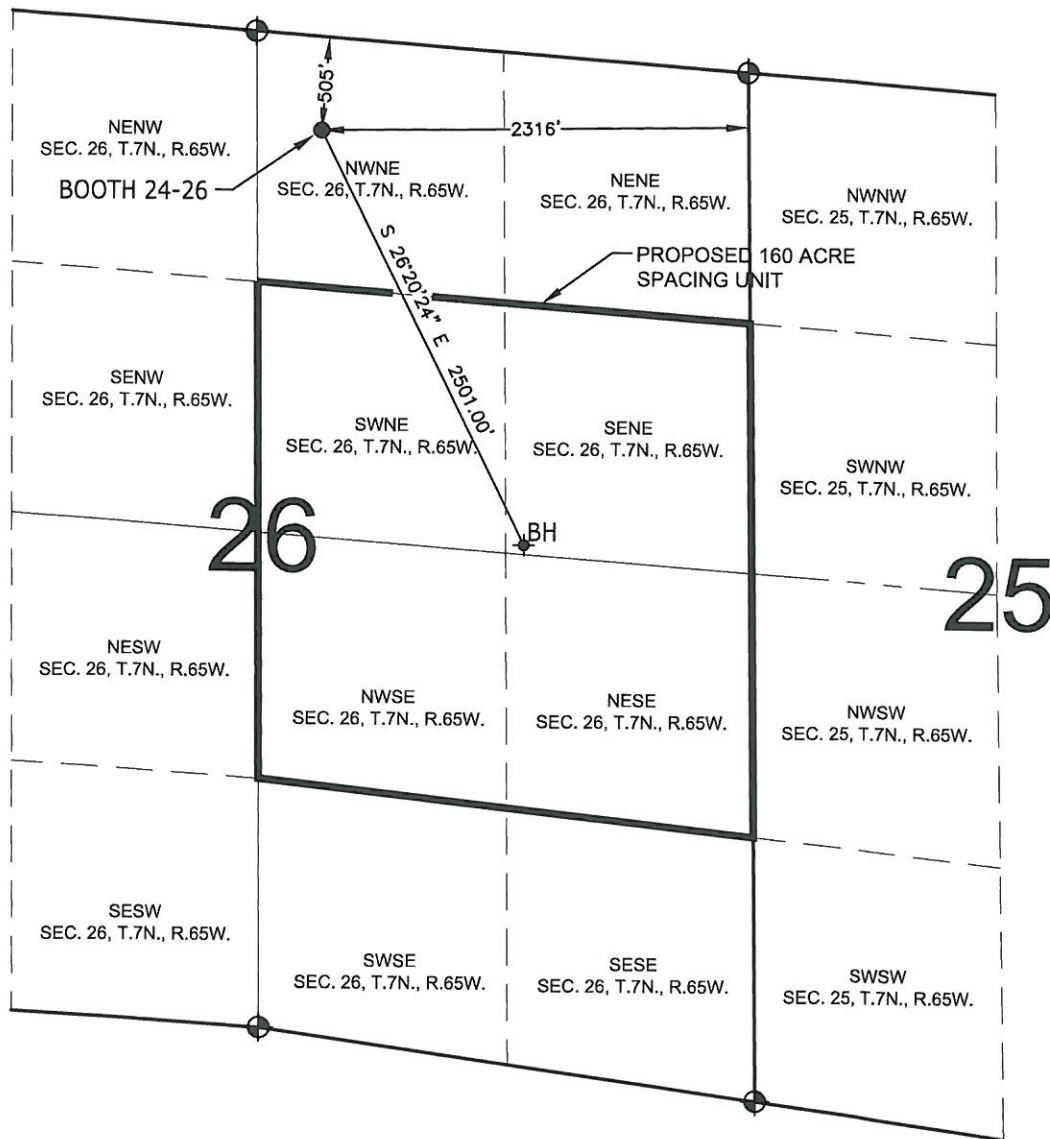 505'
2316'
NENW
SEC. 26, T.7N., R.65W.
BOOTH 24-26
NWNE
SEC. 26, T.7N., R.65W.
NENE
SEC. 26, T.7N., R.65W.
NWNW
SEC. 25, T.7N., R.65W.
PROPOSED 160 ACRE
SPACING UNIT
S 26°20'24" E 2501.00'
SENW
SEC. 26, T.7N., R.65W.
SWNE
SEC. 26, T.7N., R.65W.
SENE
SEC. 26, T.7N., R.65W.
SWNW
SEC. 25, T.7N., R.65W.
26
BH
25
NESW
SEC. 26, T.7N., R.65W.
NWSE
SEC. 26, T.7N., R.65W.
NESE
SEC. 26, T.7N., R.65W.
NWSW
SEC. 25, T.7N., R.65W.
SESW
SEC. 26, T.7N., R.65W.
SWSE
SEC. 26, T.7N., R.65W.
SESE
SEC. 26, T.7N., R.65W.
SWSW
SEC. 25, T.7N., R.65W.